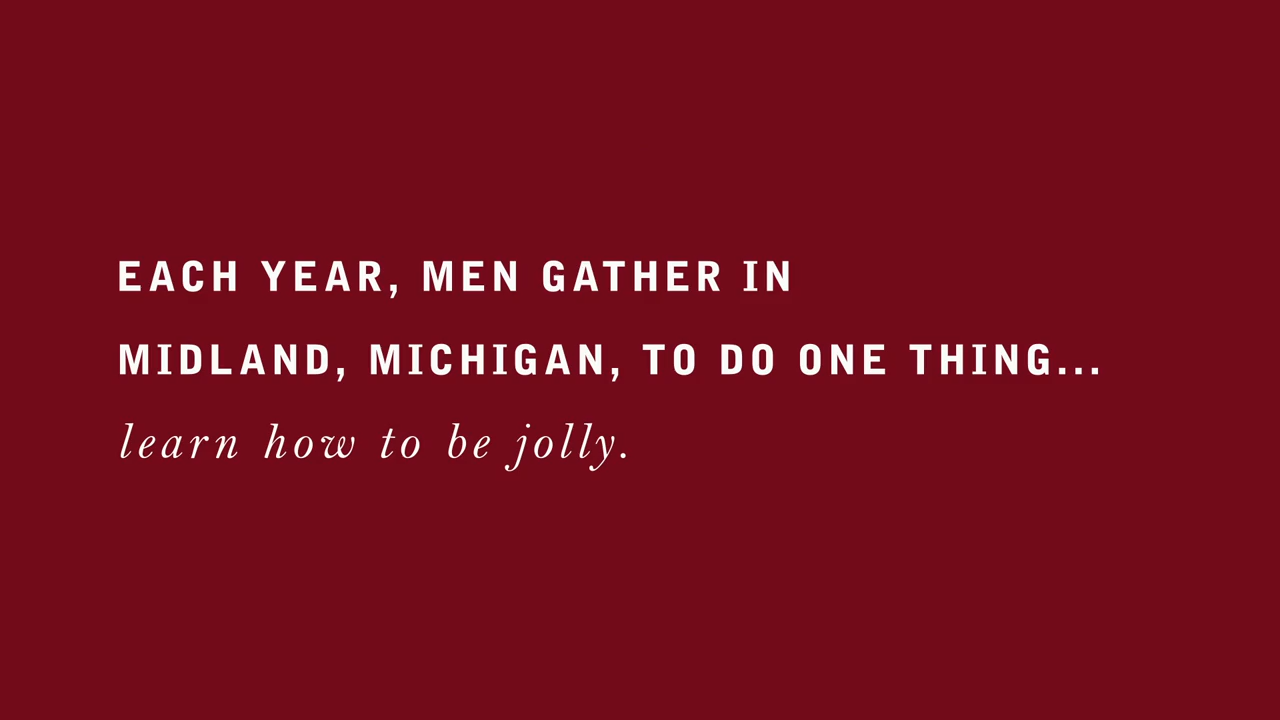 EACH YEAR, MEN GATHER IN
MIDLAND, MICHIGAN, TO DO ONE THING...
learn how to be jolly.